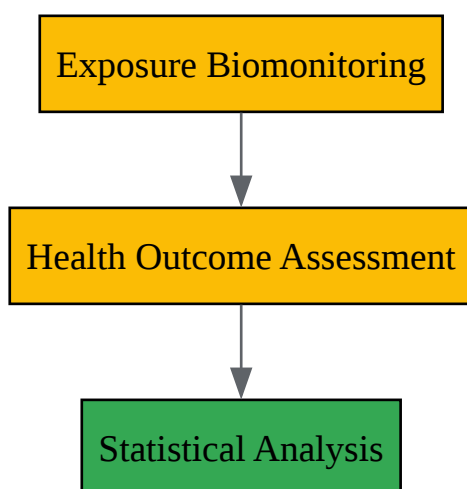 Exposure Biomonitoring
Health Outcome Assessment
Statistical Analysis